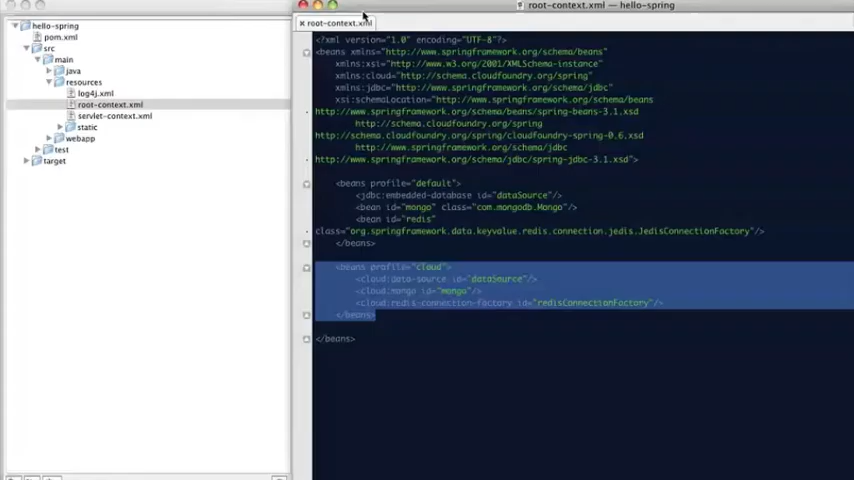 root-context.xml — hello-spring
hello-spring
pom.xml
src
main
java
resources
log4j.xml
root-context.xml
servlet-context.xml
static
webapp
test
target
× root-context.xml
<?xml version="1.0" encoding="UTF-8"?>
<beans xmlns="http://www.springframework.org/schema/beans"
xmlns:xsi="http://www.w3.org/2001/XMLSchema-instance"
xmlns:cloud="http://schema.cloudfoundry.org/spring"
xmlns:jdbc="http://www.springframework.org/schema/jdbc"
xsi:schemaLocation="http://www.springframework.org/schema/beans
http://www.springframework.org/schema/beans/spring-beans-3.1.xsd
http://schema.cloudfoundry.org/spring
http://schema.cloudfoundry.org/spring/cloudfoundry-spring-0.6.xsd
http://www.springframework.org/schema/jdbc
http://www.springframework.org/schema/jdbc/spring-jdbc-3.1.xsd">
<beans profile="default">
<jdbc:embedded-database id="dataSource"/>
<bean id="mongo" class="com.mongodb.Mongo"/>
<bean id="redis"
class="org.springframework.data.keyvalue.redis.connection.jedis.JedisConnectionFactory"/>
</beans>
<beans profile="cloud">
<cloud:data-source id="dataSource"/>
<cloud:mongo id="mongo"/>
<cloud:redis-connection-factory id="redisConnectionFactory"/>
</beans>
</beans>